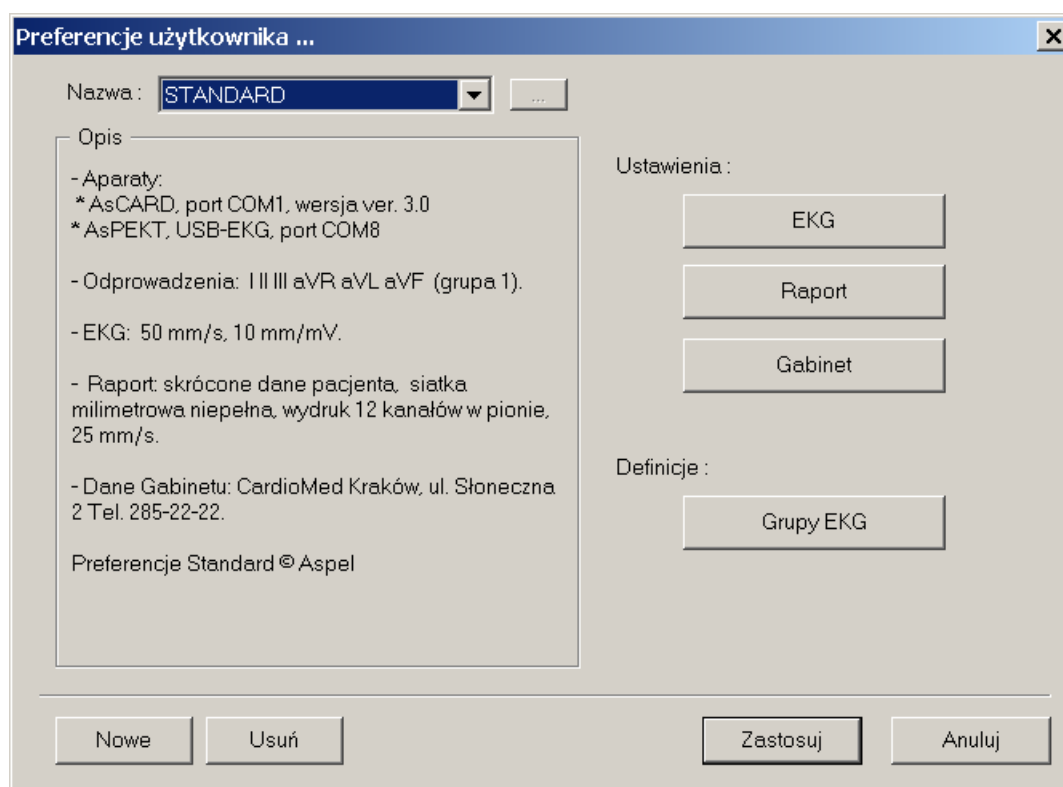 Preferencje użytkownika ...
Nazwa :
STANDARD
...
Opis
- Aparaty:
* AsCARD, port COM1, wersja ver. 3.0
* AsPEKT, USB-EKG, port COM8
- Odprowadzenia: I II III aVR aVL aVF (grupa 1).
- EKG: 50 mm/s, 10 mm/mV.
- Raport: skrócone dane pacjenta, siatka
milimetrowa niepełna, wydruk 12 kanałów w pionie,
25 mm/s.
- Dane Gabinetu: CardioMed Kraków, ul. Słoneczna
2 Tel. 285-22-22.
Preferencje Standard © Aspel
Ustawienia :
EKG
Raport
Gabinet
Definicje :
Grupy EKG
Nowe
Usuń
Zastosuj
Anuluj